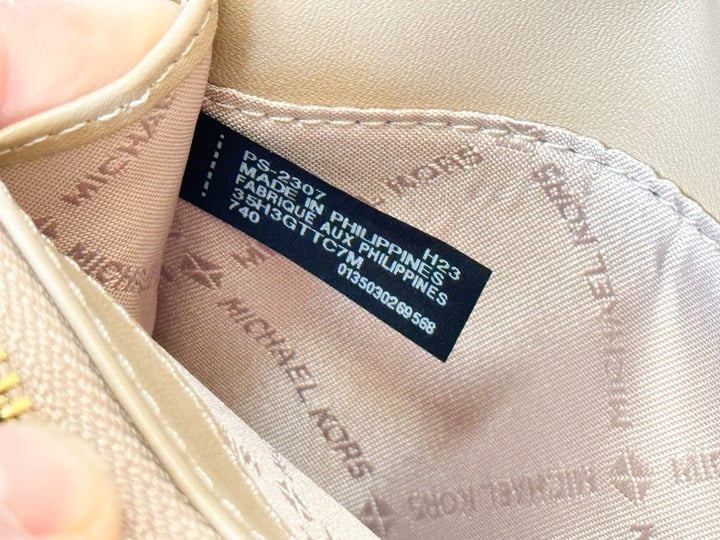 PS-2307 H23
MADE IN PHILIPPINES
FABRIQUE AUX PHILIPPINES
35H3GTTC7M
740 0135030269568
MICHAEL KORS
MICHAEL KORS
MICHAEL KORS
MICHAEL
KORS